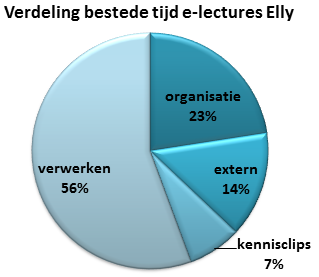 Verdeling bestede tijd e-lectures Elly
organisatie
23%
extern
14%
kennisclips
7%
verwerken
56%